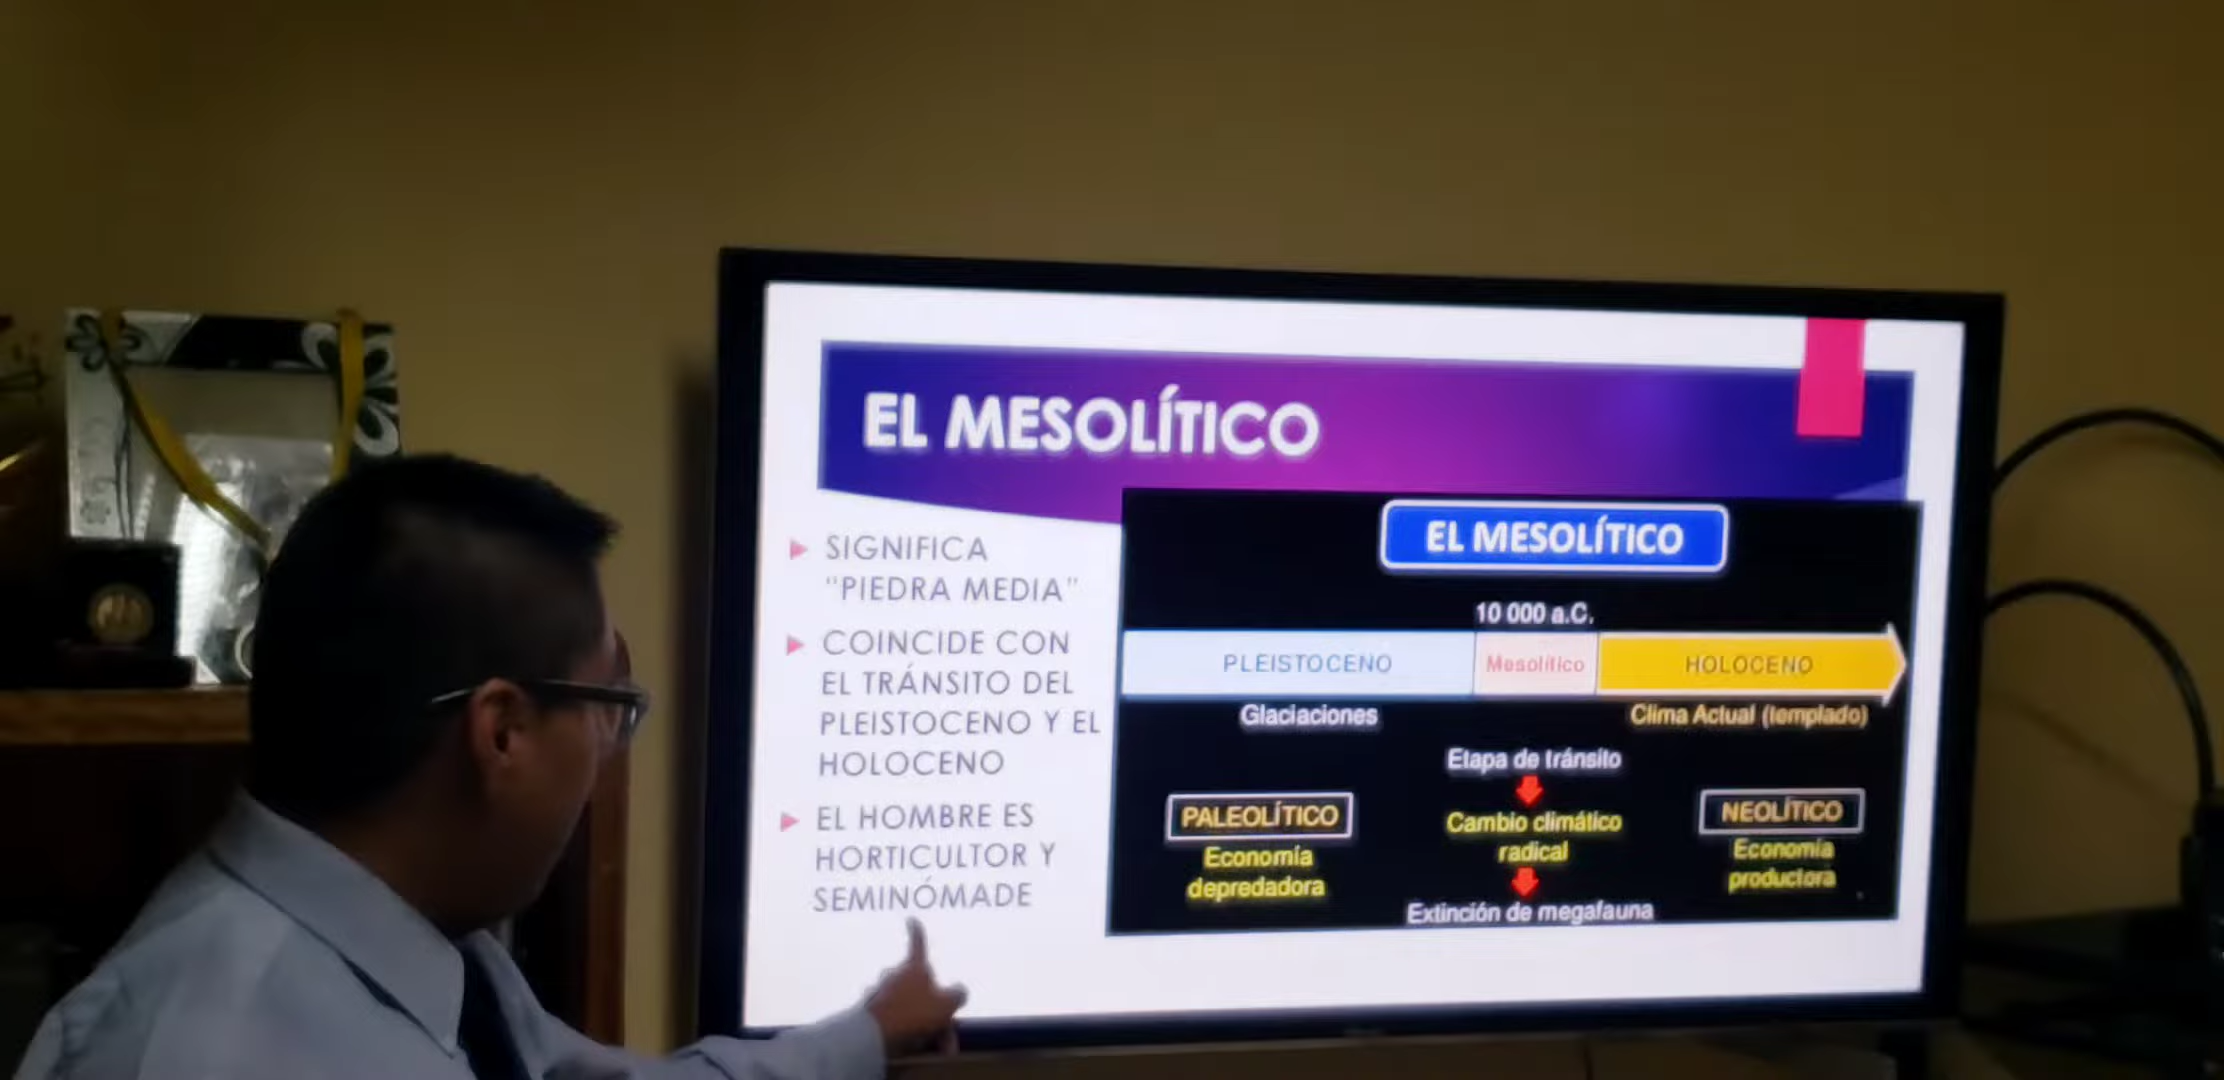 EL MESOLÍTICO
SIGNIFICA
"PIEDRA MEDIA"
COINCIDE CON
EL TRÁNSITO DEL
PLEISTOCENO Y EL
HOLOCENO
EL HOMBRE ES
HORTICULTOR Y
SEMINÓMADE
EL MESOLÍTICO
10 000 a.C.
PLEISTOCENO Mesolítico HOLOCENO
Glaciaciones Clima Actual (templado)
Etapa de tránsito
PALEOLÍTICO
Economía
depredadora
Cambio climático
radical
Extinción de megafauna
NEOLÍTICO
Economía
productora